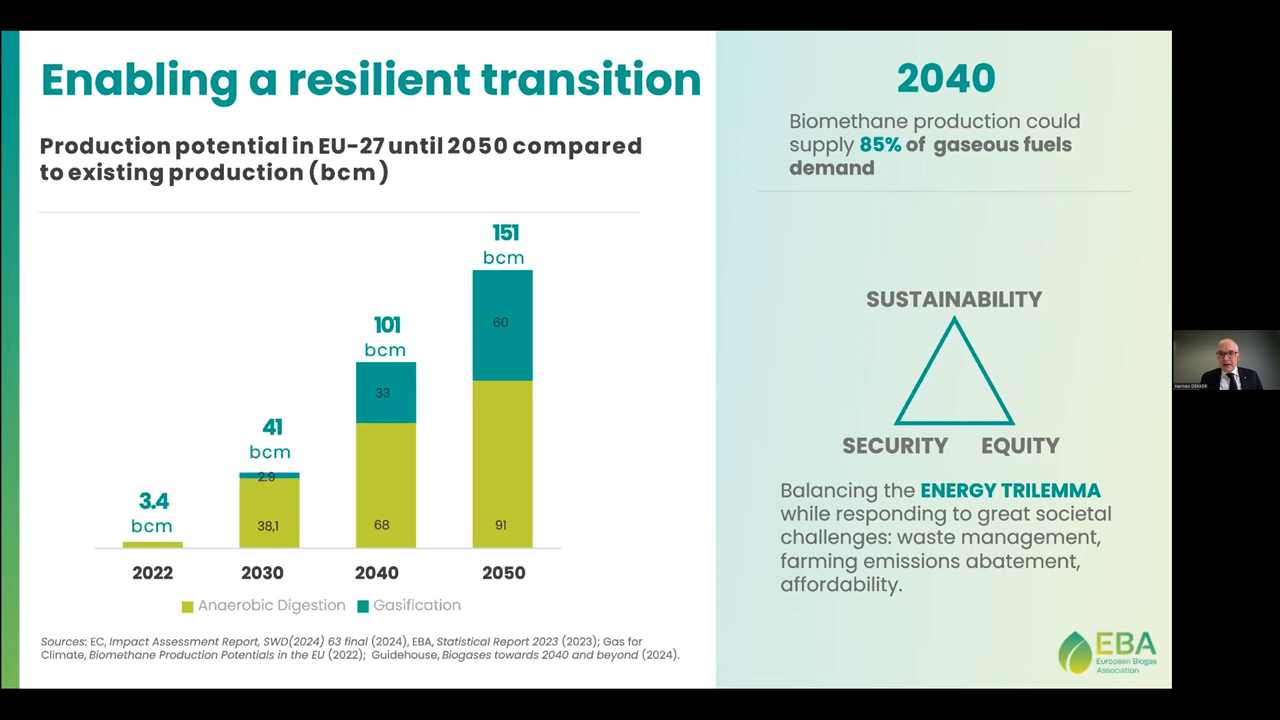 Enabling a resilient transition
Production potential in EU-27 until 2050 compared
to existing production (bcm)
151
bcm
60
101
bcm
33
41
bcm
2.9
3.4
bcm
38,1
68
91
2022
2030
2040
2050
Anaerobic Digestion
Gasification
Sources: EC, Impact Assessment Report, SWD(2024) 63 final (2024), EBA, Statistical Report 2023 (2023); Gas for
Climate, Biomethane Production Potentials in the EU (2022); Guidehouse, Biogases towards 2040 and beyond (2024).
2040
Biomethane production could
supply 85% of gaseous fuels
demand
SUSTAINABILITY
SECURITY
EQUITY
Balancing the ENERGY TRILEMMA
while responding to great societal
challenges: waste management,
farming emissions abatement,
affordability.
EBA
European Biogas
Association
Harmen DEKKER